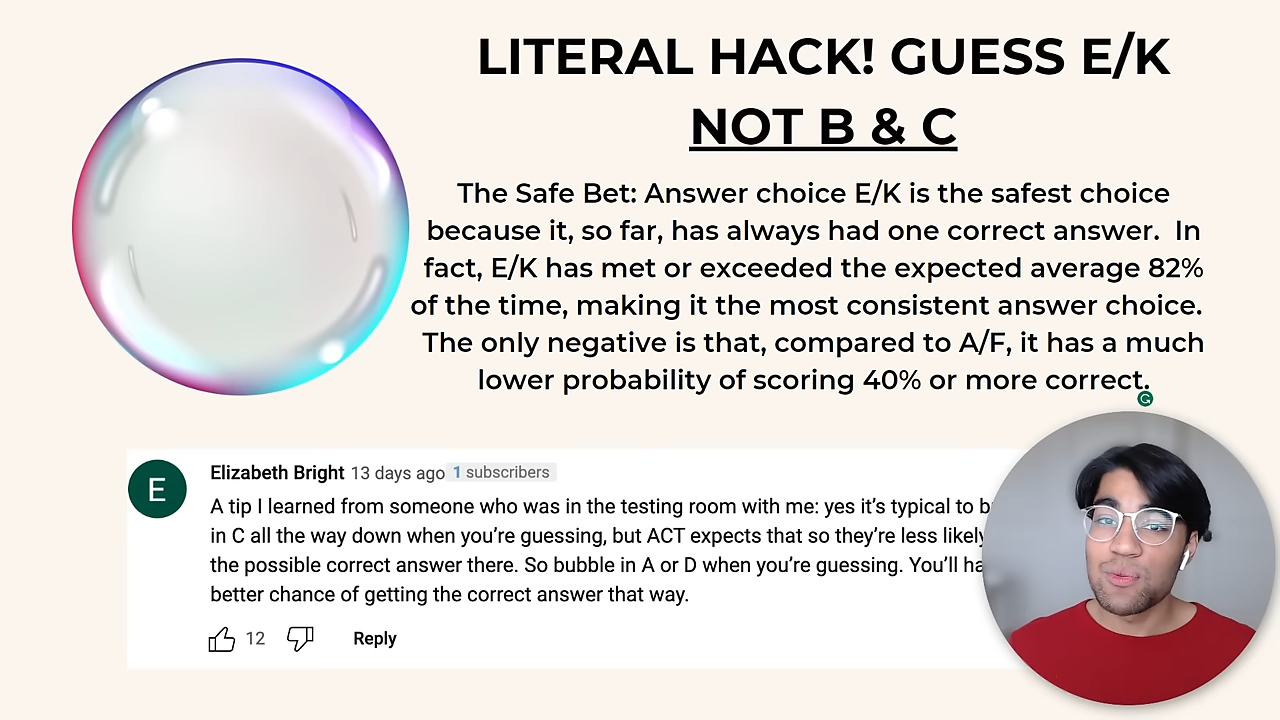 LITERAL HACK! GUESS E/K
NOT B & C
The Safe Bet: Answer choice E/K is the safest choice
because it, so far, has always had one correct answer. In
fact, E/K has met or exceeded the expected average 82%
of the time, making it the most consistent answer choice.
The only negative is that, compared to A/F, it has a much
lower probability of scoring 40% or more correct.
E
Elizabeth Bright 13 days ago 1 subscribers
A tip I learned from someone who was in the testing room with me: yes it's typical to
in C all the way down when you're guessing, but ACT expects that so they're less likely
the possible correct answer there. So bubble in A or D when you're guessing. You'll
better chance of getting the correct answer that way.
12 Reply